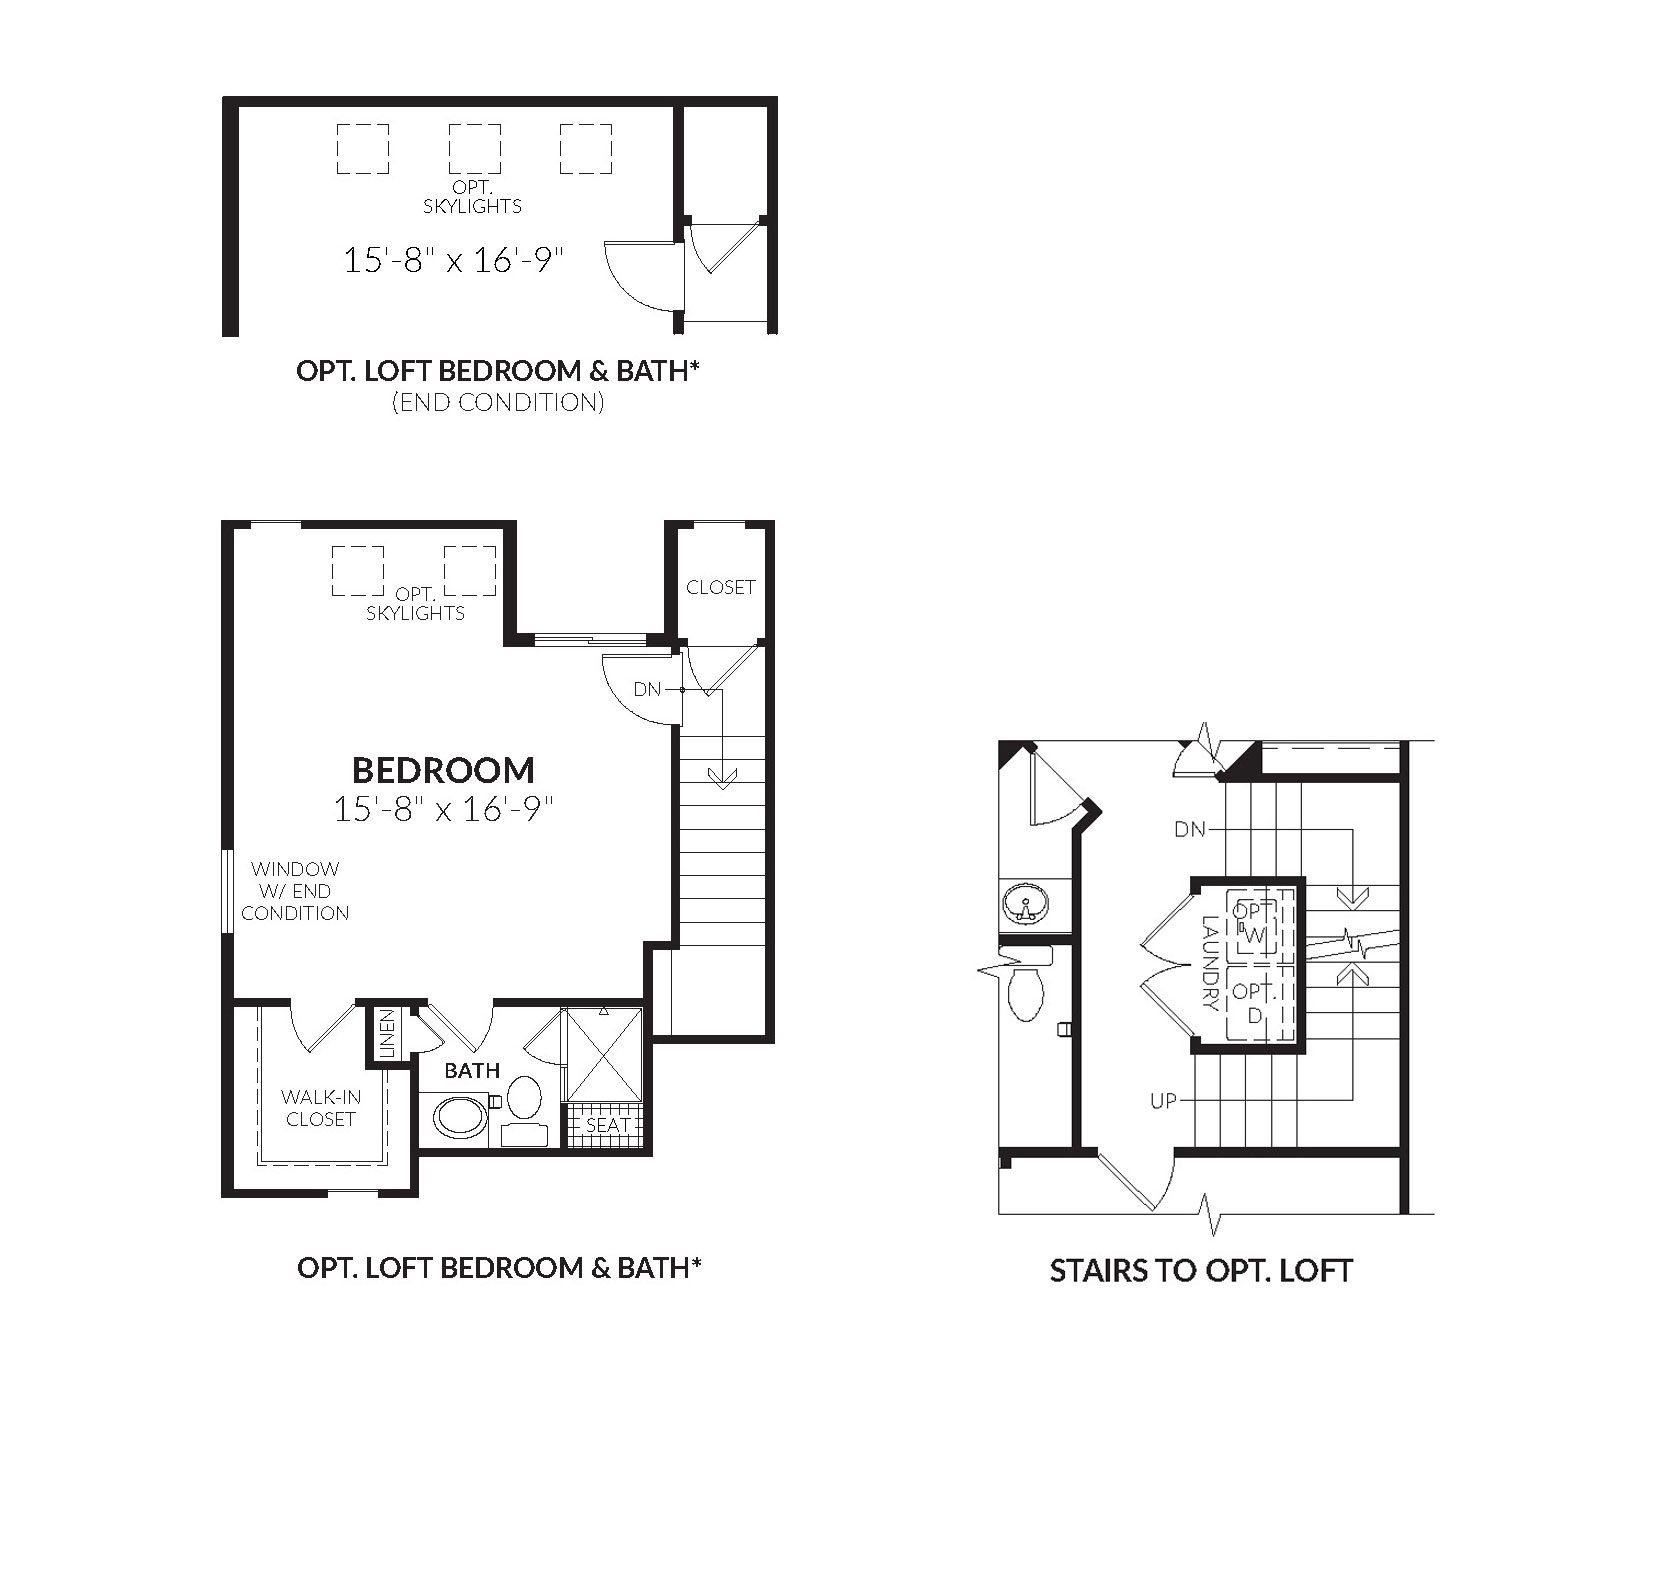 OPT.
SKYLIGHTS
15'-8" x 16'-9"
OPT. LOFT BEDROOM & BATH*
(END CONDITION)
OPT.
SKYLIGHTS
CLOSET
DN
BEDROOM
15'-8" x 16'-9"
WINDOW
W/ END
CONDITION
LINEN
BATH
WALK-IN
CLOSET
SEAT
OPT. LOFT BEDROOM & BATH*
DN
OPT.
W
LAUNDRY
OPT.
D
UP
STAIRS TO OPT. LOFT